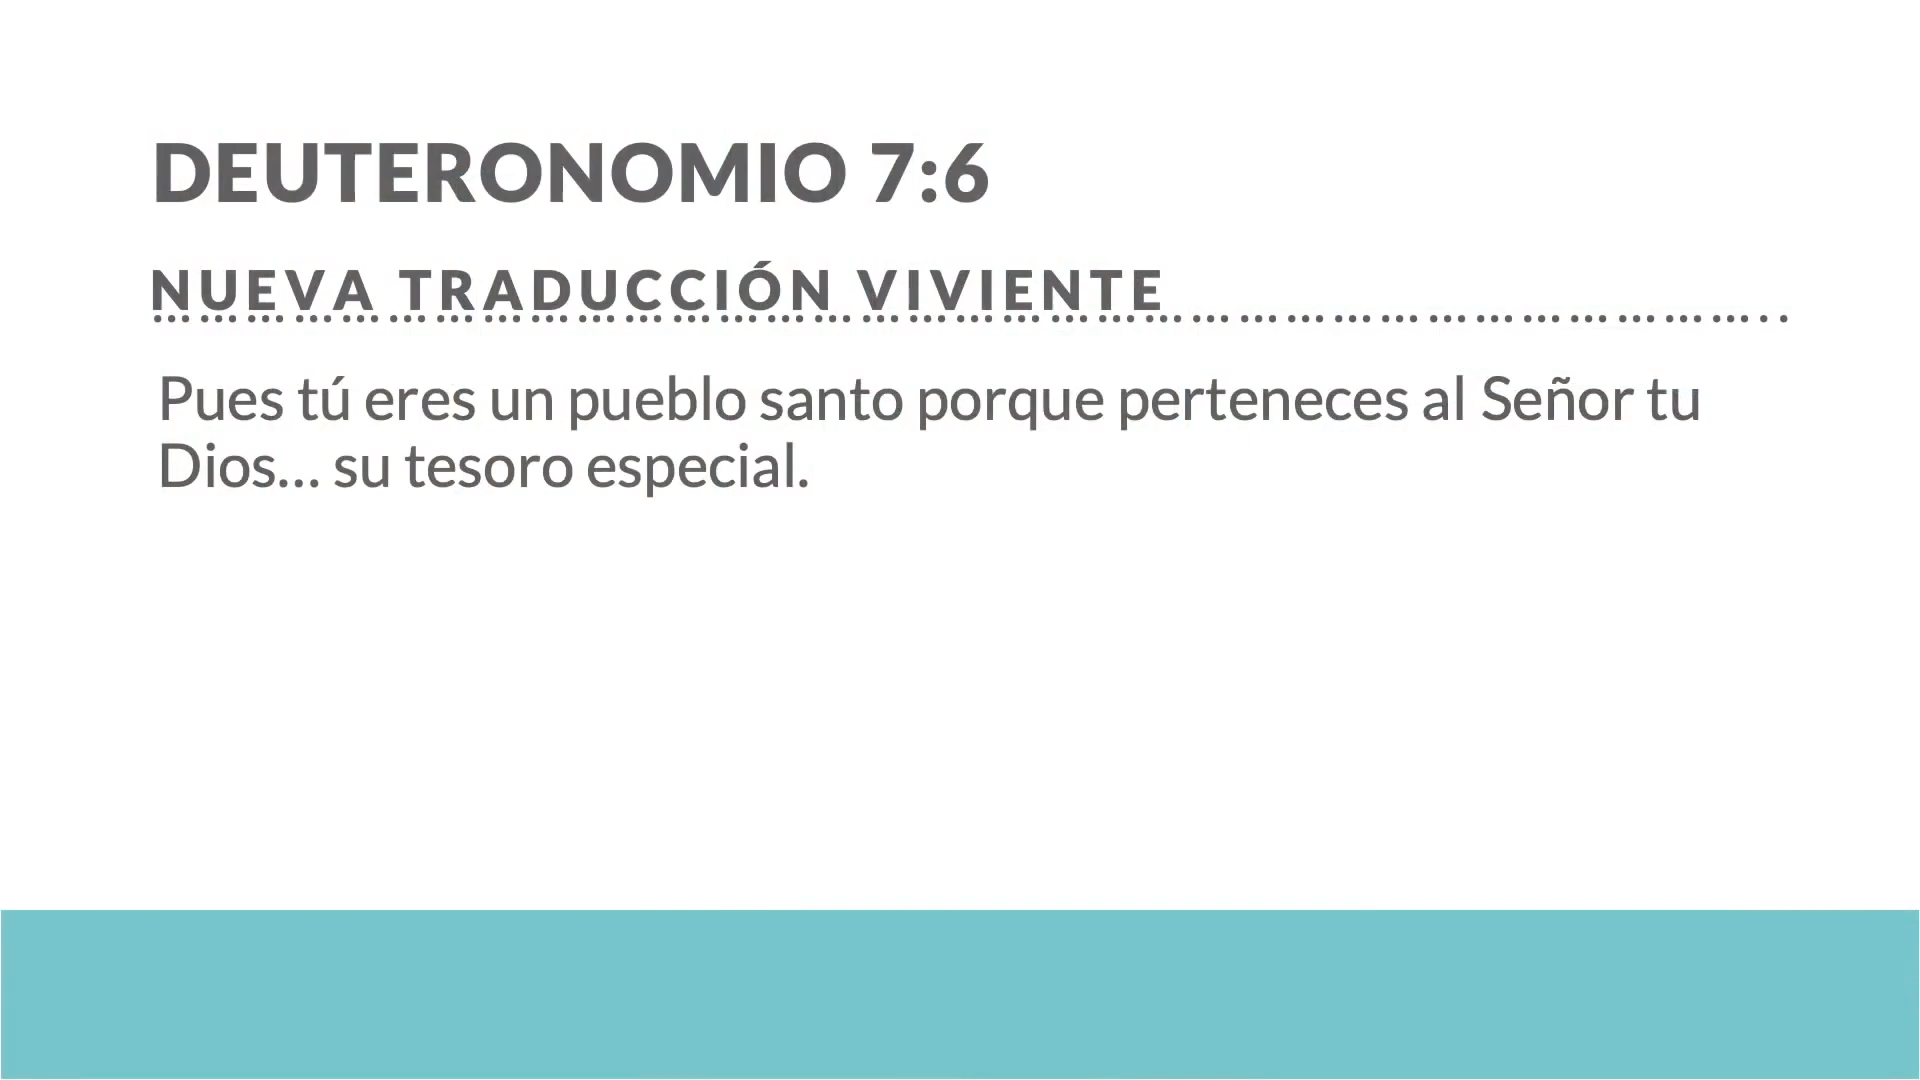 DEUTERONOMIO 7:6
NUEVA TRADUCCIÓN VIVIENTE
Pues tú eres un pueblo santo porque perteneces al Señor tu
Dios... su tesoro especial.